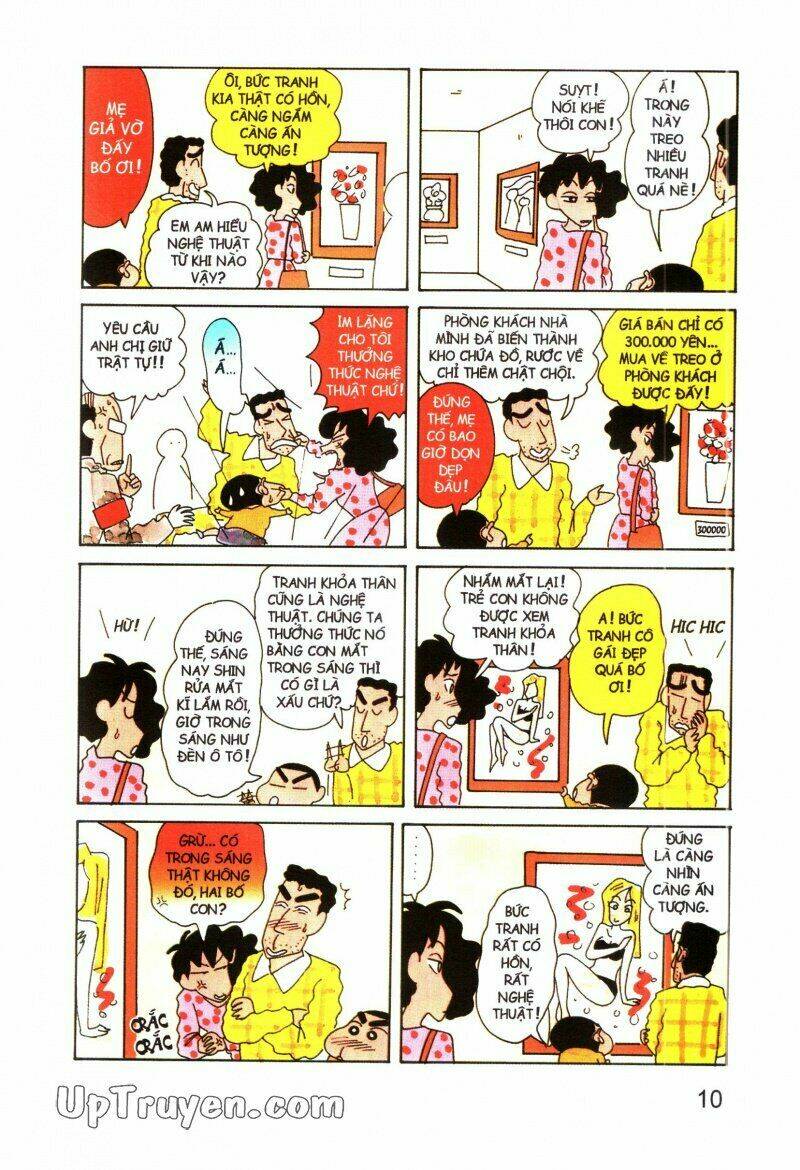 Á!
TRONG
NÀY
TREO
NHIỀU
TRANH
QUÁ NÈ!
SUỴT!
NÓI KHẼ
THÔI CON!
ÔI, BỨC TRANH
KIA THẬT CÓ HỒN,
CÀNG NGẮM
CÀNG ẤN
TƯỢNG!
EM AM HIỂU
NGHỆ THUẬT
TỪ KHI NÀO
VẬY?
MẸ
GIẢ VỜ
ĐẤY
BỐ ƠI!
GIÁ BÁN CHỈ CÓ
300.000 YÊN...
MUA VỀ TREO Ở
PHÒNG KHÁCH
ĐƯỢC ĐẤY!
PHÒNG KHÁCH NHÀ
MÌNH ĐÃ BIẾN THÀNH
KHO CHỨA ĐỒ, RƯỚC VỀ
CHỈ THÊM CHẬT CHỘI.
ĐÚNG
THẾ, MẸ
CÓ BAO
GIỜ DỌN
DẸP
ĐÂU!
300000
IM LẶNG
CHO TÔI
THƯỞNG
THỨC NGHỆ
THUẬT CHỨ!
Á...
Á...
YÊU CẦU
ANH CHỊ GIỮ
TRẬT TỰ!!
HIC HIC
A! BỨC
TRANH CÔ
GÁI ĐẸP
QUÁ BỐ
ƠI!
NHẮM MẮT LẠI!
TRẺ CON KHÔNG
ĐƯỢC XEM
TRANH KHỎA
THÂN!
TRANH KHỎA THÂN
CŨNG LÀ NGHỆ
THUẬT. CHÚNG TA
THƯỞNG THỨC NÓ
BẰNG CON MẮT
TRONG SÁNG THÌ
CÓ GÌ LÀ
XẤU CHỨ?
ĐÚNG
THẾ, SÁNG
NAY SHIN
RỬA MẮT
KĨ LẮM RỒI,
GIỜ TRONG
SÁNG NHƯ
ĐÈN Ô TÔ!
HỪ!
ĐÚNG
LÀ CÀNG
NHÌN
CÀNG ẤN
TƯỢNG.
BỨC
TRANH
RẤT CÓ
HỒN,
RẤT
NGHỆ
THUẬT!
GRỪ... CÓ
TRONG SÁNG
THẬT KHÔNG
ĐÓ, HAI BỐ
CON?
RẮC
RẮC
UpTruyen.com
10